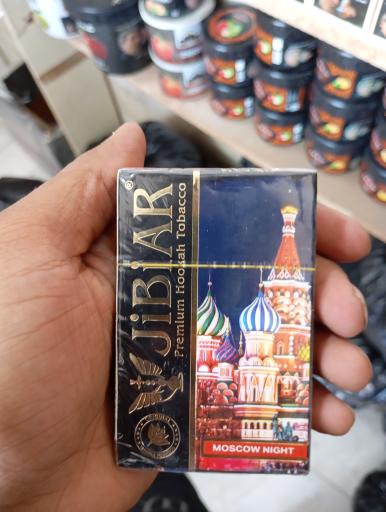 JiBiAR
®
Premium Hookah Tobacco
MOSCOW NIGHT